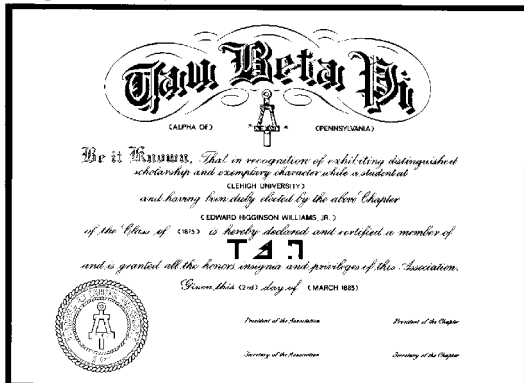 Tau Beta Pi
(ALPHA OF) (PENNSYLVANIA)
Be it Known, That in recognition of exhibiting distinguished
scholarship and exemplary character while a student at
(LEHIGH UNIVERSITY)
and having been duly elected by the above Chapter
(EDWARD HIGGINSON WILLIAMS, JR.)
of the Class of (1875) is hereby declared and certified a member of
and is granted all the honors, insignia and privileges of this Association.
Given this (2nd) day of (MARCH 1885)
President of the Association President of the Chapter
Secretary of the Association Secretary of the Chapter